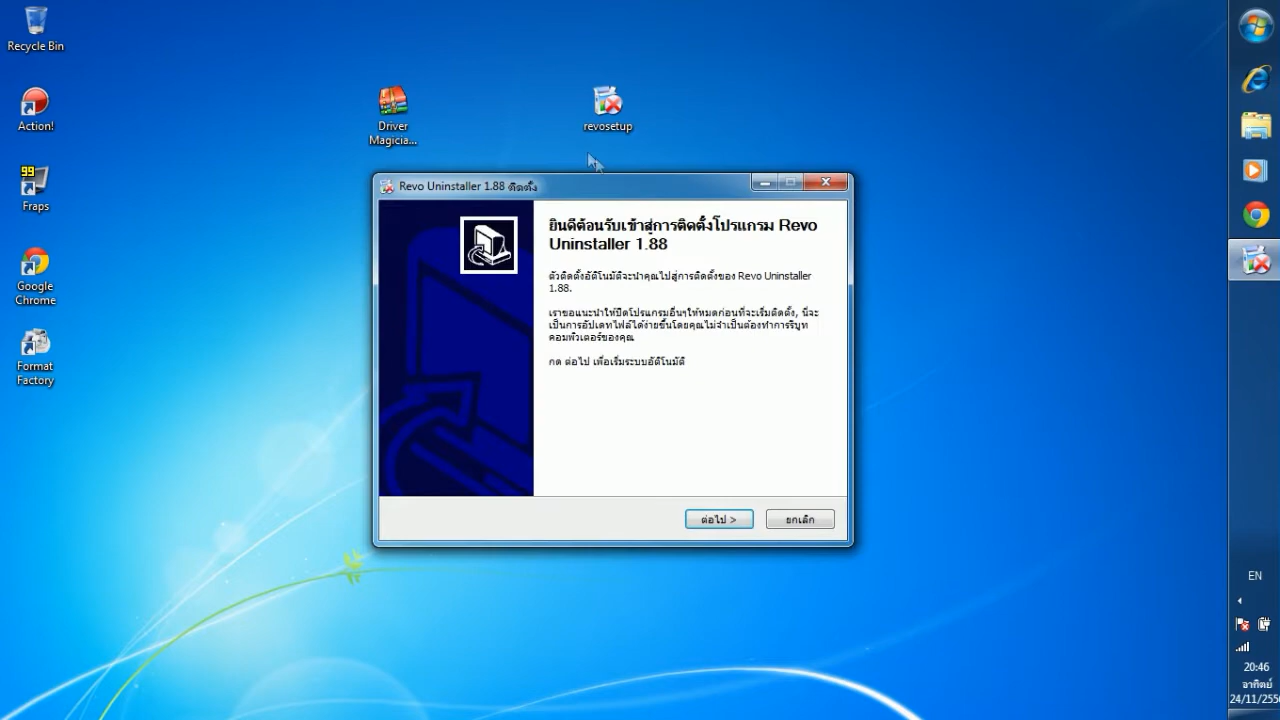 Recycle Bin
Action!
99
Fraps
Google
Chrome
Format
Factory
Driver
Magicia...
revosetup
Revo Uninstaller 1.88 ติดตั้ง
ยินดีต้อนรับเข้าสู่การติดตั้งโปรแกรม Revo
Uninstaller 1.88
ตัวติดตั้งอัติโนมัติจะนำคุณไปสู่การติดตั้งของ Revo Uninstaller
1.88.
เราขอแนะนำให้ปิดโปรแกรมอื่นๆให้หมดก่อนที่จะเริ่มติดตั้ง, นี่จะ
เป็นการอัปเดทไฟล์ได้ง่ายขึ้นโดยคุณไม่จำเป็นต้องทำการรีบูท
คอมพิวเตอร์ของคุณ
กด ต่อไป เพื่อเริ่มระบบอัติโนมัติ
ต่อไป >
ยกเลิก
EN
20:46
อาทิตย์
24/11/255